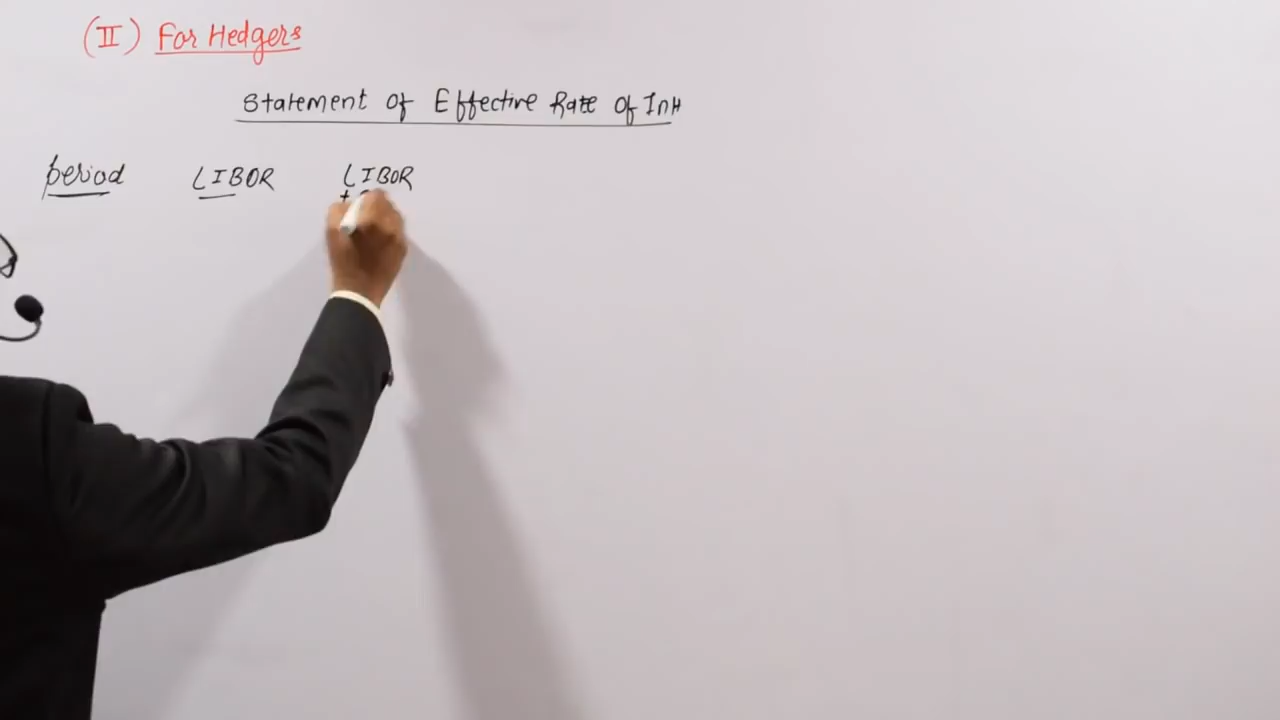 (II) For Hedgers
Statement of Effective Rate of Int
period LIBOR LIBOR
+